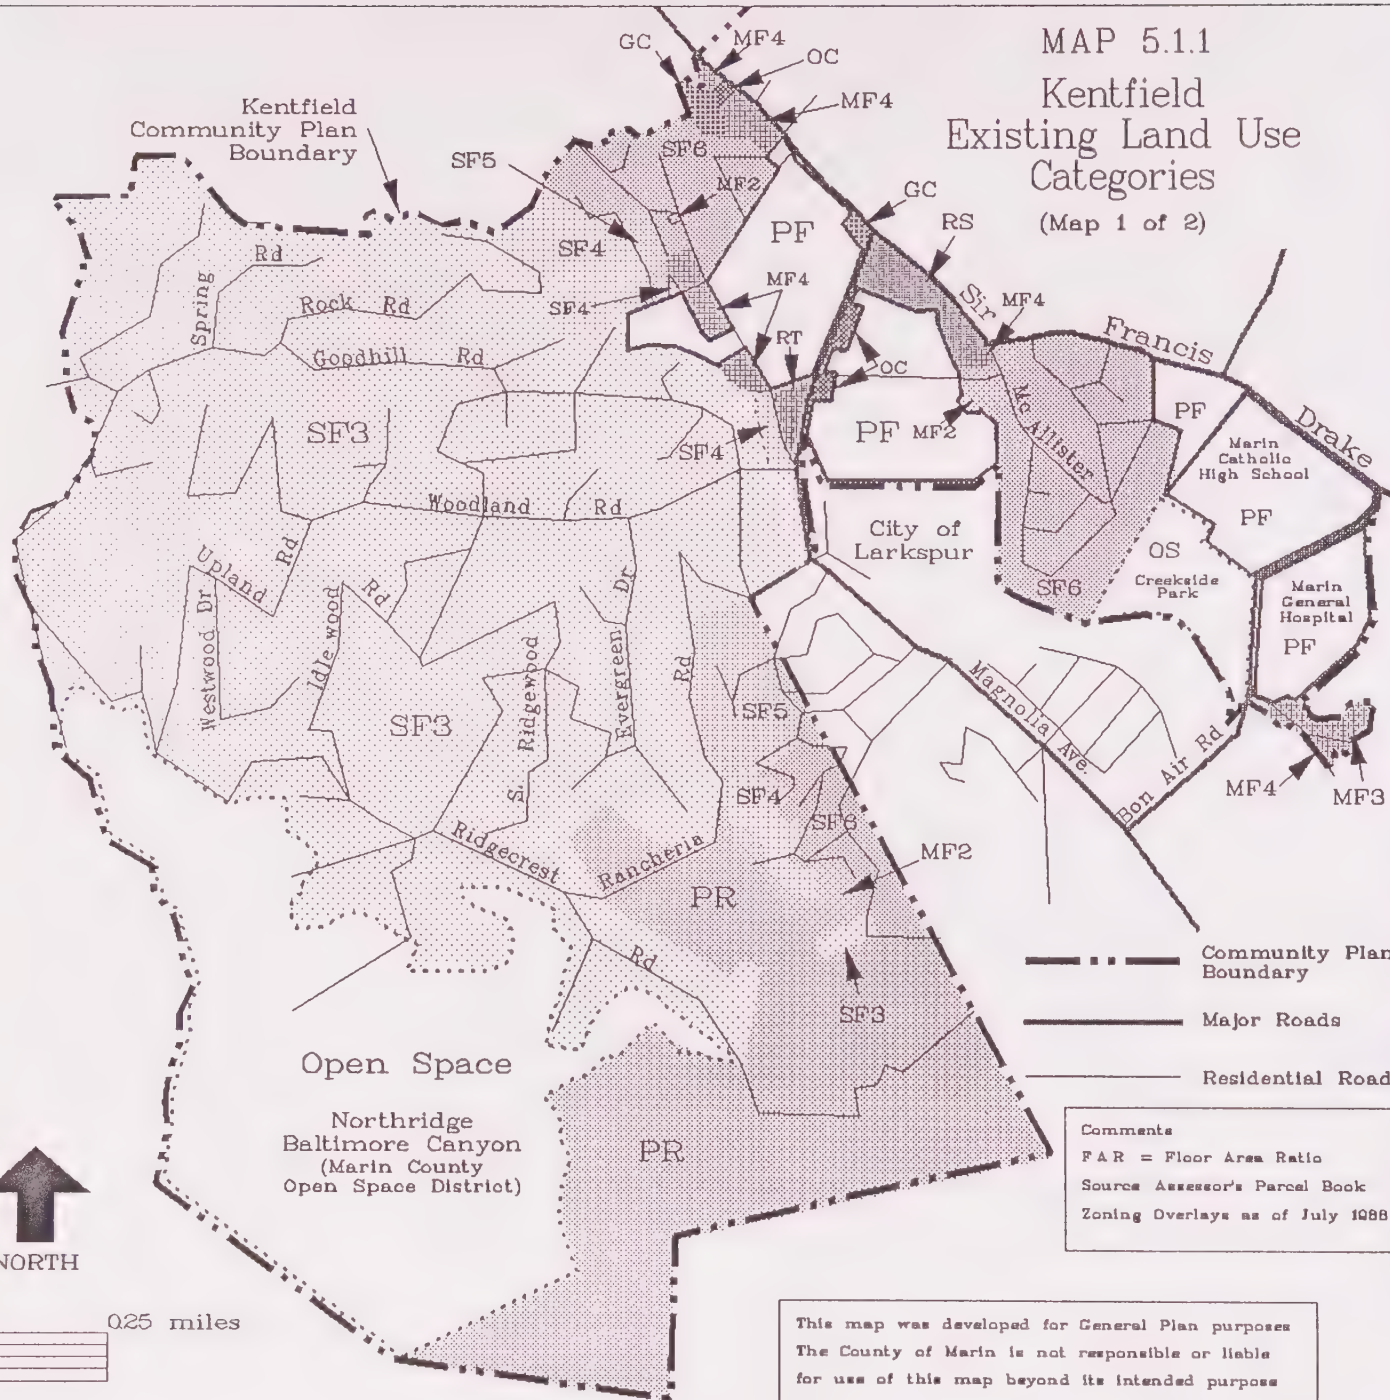 MAP 5.1.1
Kentfield
Existing Land Use
Categories
(Map 1 of 2)
Kentfield
Community Plan
Boundary
GC
MF4
OC
MF4
SF5
SF6
MF2
GC
RS
PF
SF4
SF4
MF4
MF4
Sir
Francis
Drake
Spring
Rd
Rock Rd
Goodhill Rd
RT
OC
Mc
Allister
PF
Marin
Catholic
High School
PF
SF3
SF4
PF
MF2
Woodland Rd
City of
Larkspur
OS
Creekside
Park
SF6
Marin
General
Hospital
PF
Upland
Rd
Westwood Dr
Idlewood
Rd
S. Ridgewood
Evergreen
Dr
Rd
SF3
SF5
Magnolia Ave.
Bon Air Rd
MF4
MF3
SF4
SF6
Ridgecrest
Rancheria
MF2
PR
Rd
SF3
Open Space
Northridge
Baltimore Canyon
(Marin County
Open Space District)
PR
Community Plan
Boundary
Major Roads
Residential Road
Comments
FAR = Floor Area Ratio
Source Assessor's Parcel Book
Zoning Overlays as of July 1988
NORTH
0.25 miles
This map was developed for General Plan purposes
The County of Marin is not responsible or liable
for use of this map beyond its intended purpose